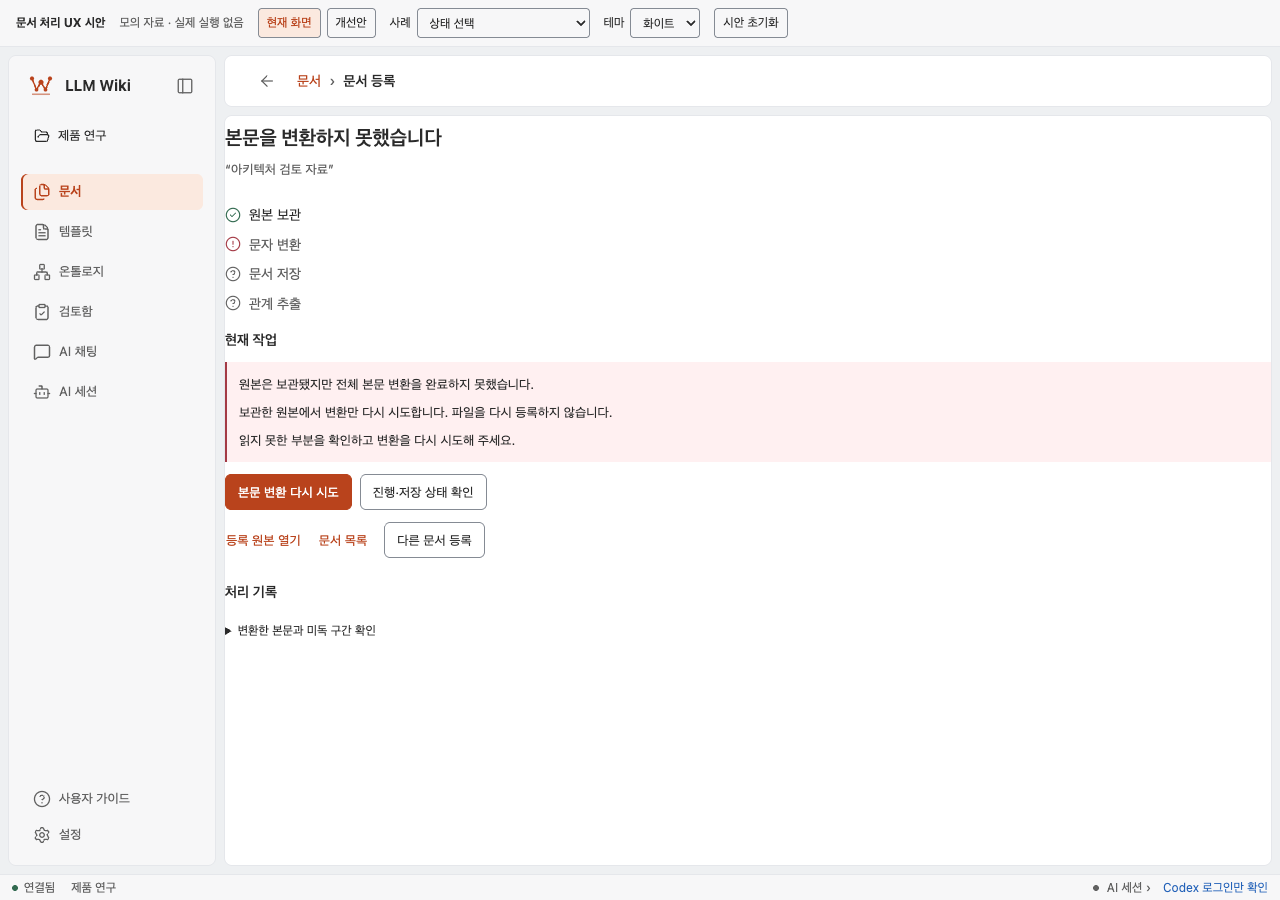 문서 처리 UX 시안 모의 자료 · 실제 실행 없음 현재 화면 개선안 사례 상태 선택 테마 화이트 시안 초기화
LLM Wiki
제품 연구
문서
템플릿
온톨로지
검토함
AI 채팅
AI 세션
사용자 가이드
설정
문서 › 문서 등록
본문을 변환하지 못했습니다
“아키텍처 검토 자료”
원본 보관
문자 변환
문서 저장
관계 추출
현재 작업
원본은 보관됐지만 전체 본문 변환을 완료하지 못했습니다.
보관한 원본에서 변환만 다시 시도합니다. 파일을 다시 등록하지 않습니다.
읽지 못한 부분을 확인하고 변환을 다시 시도해 주세요.
본문 변환 다시 시도 진행·저장 상태 확인
등록 원본 열기 문서 목록 다른 문서 등록
처리 기록
변환한 본문과 미독 구간 확인
연결됨 제품 연구 AI 세션 › Codex 로그인만 확인